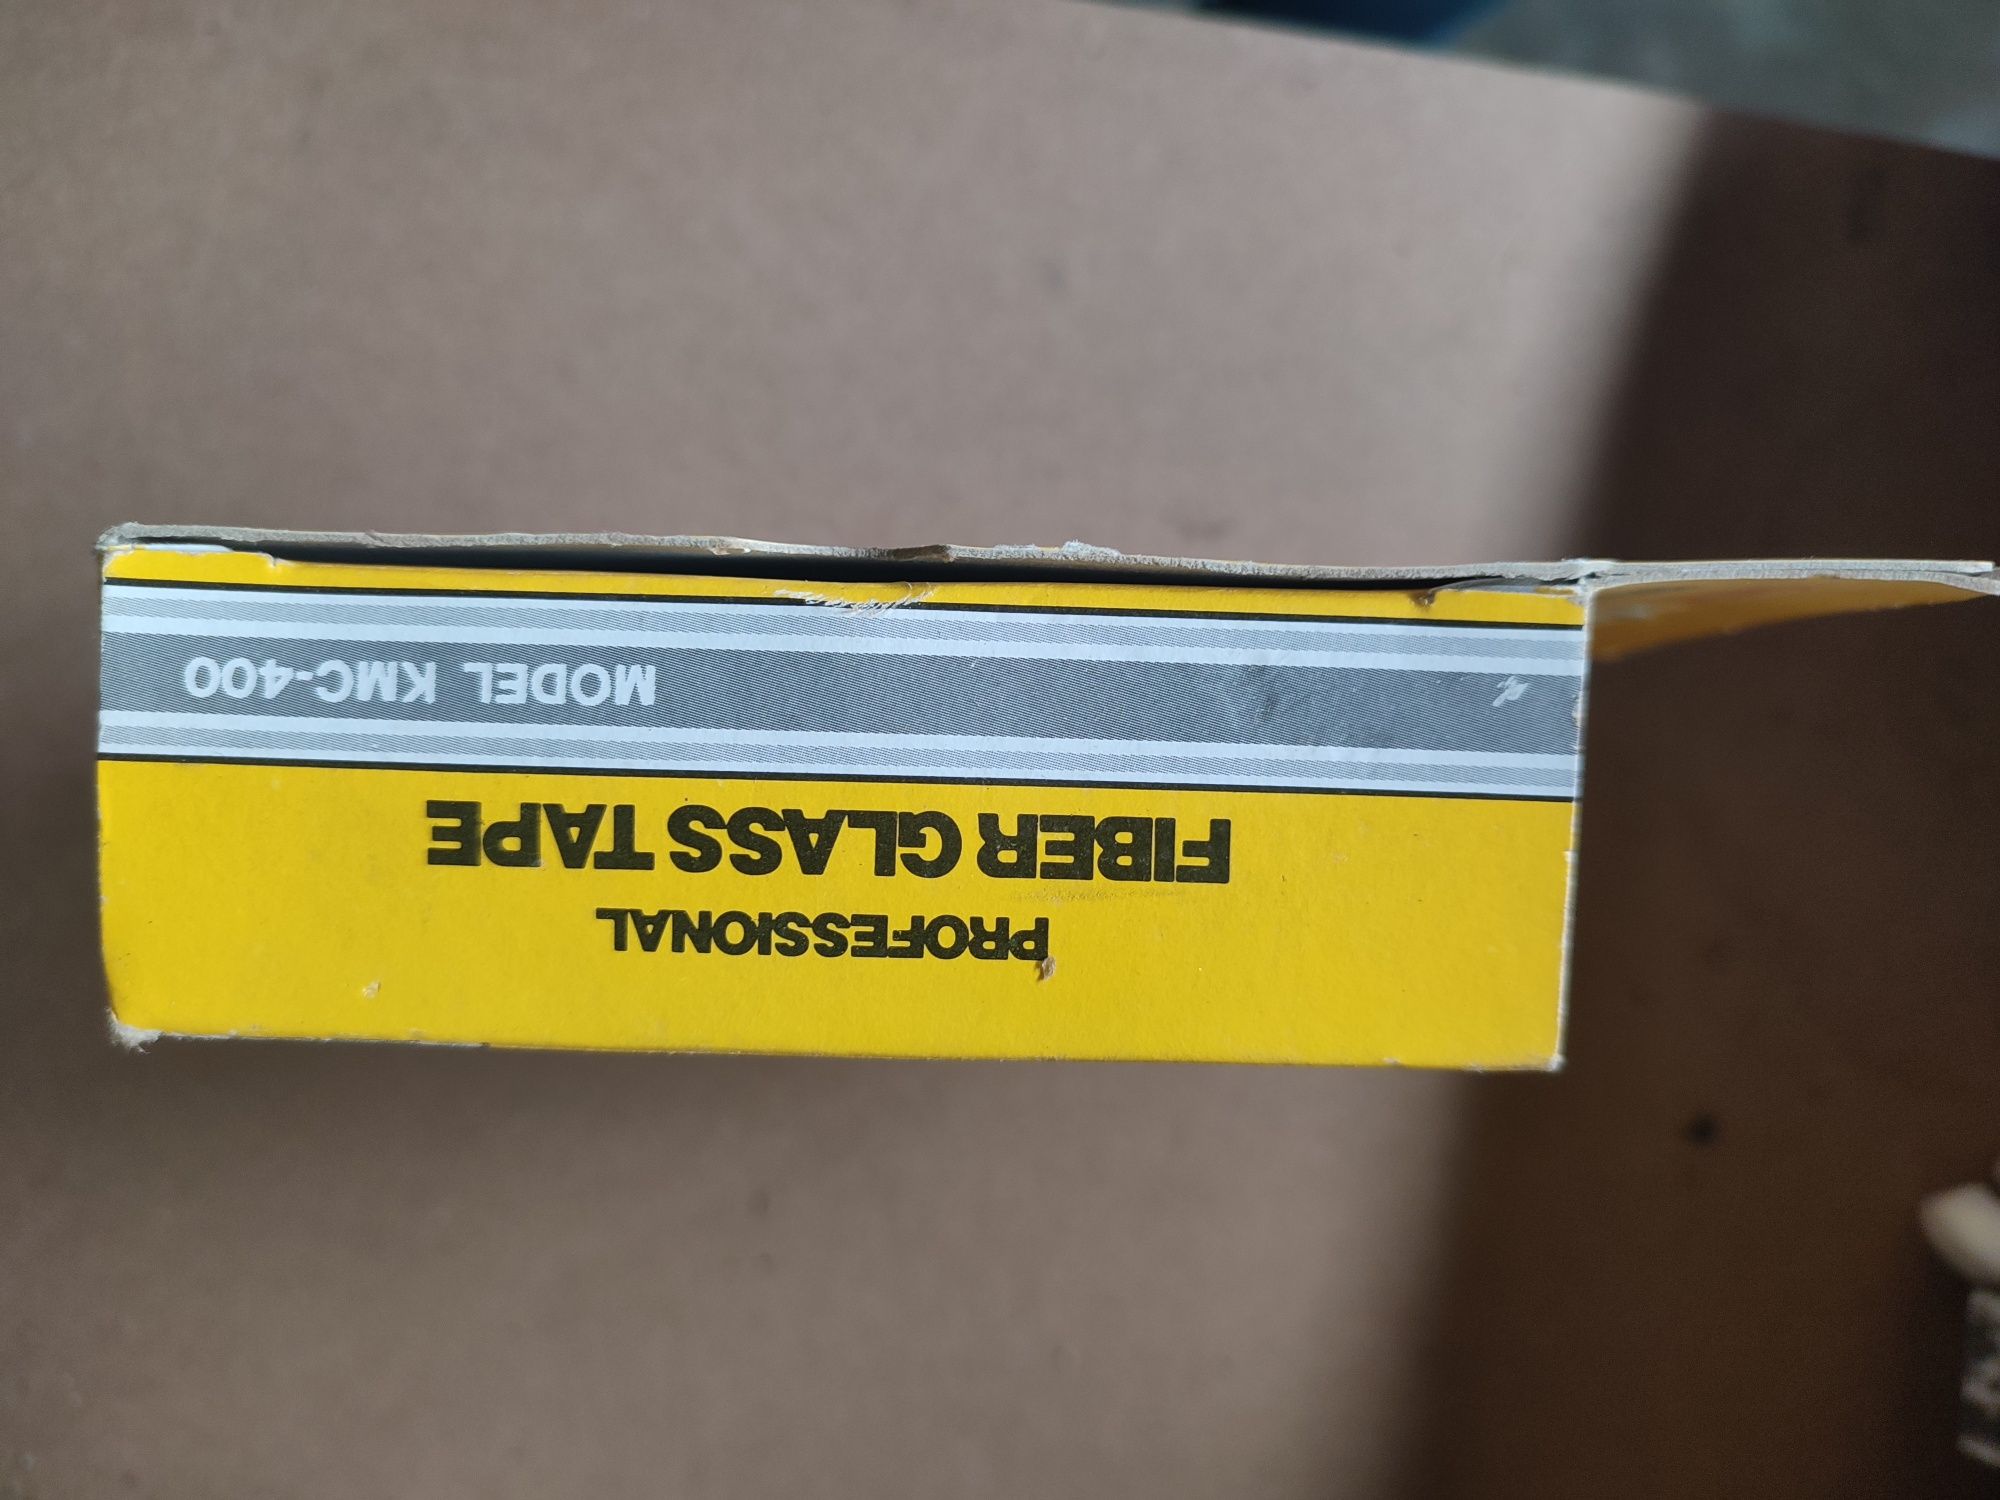 PROFESSIONAL
FIBER GLASS TAPE
MODEL KMC-400